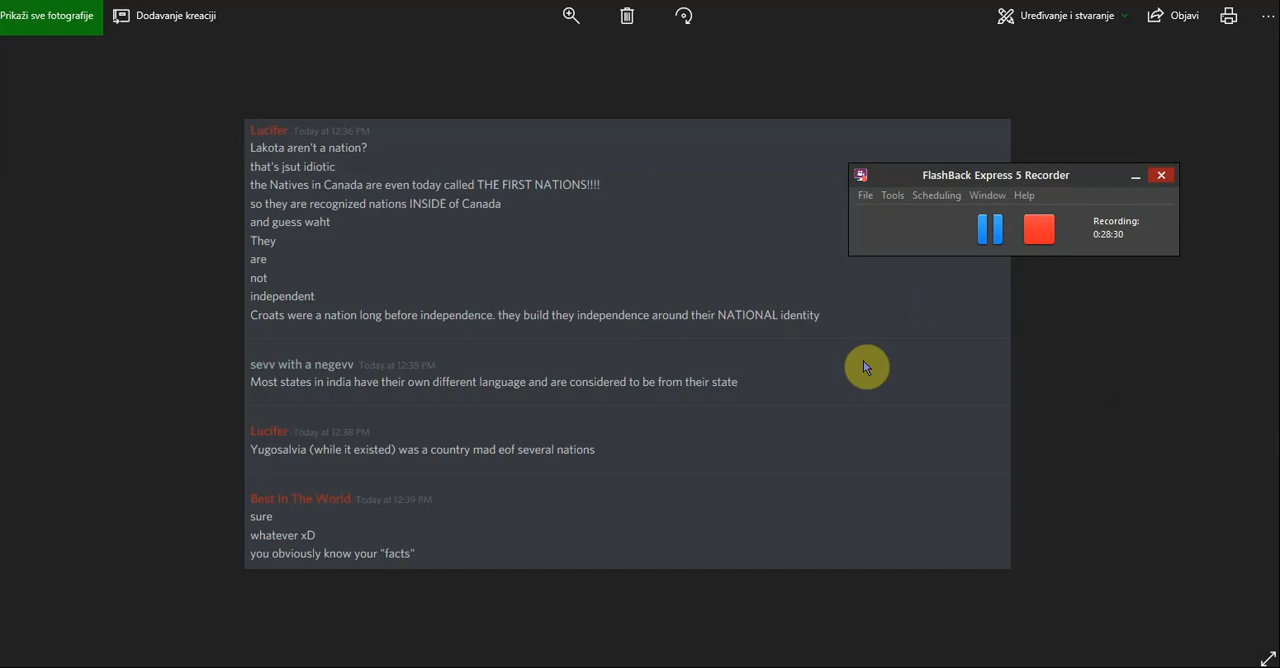 Prikaži sve fotografije
Dodavanje kreaciji
Uređivanje i stvaranje
Objavi
Lucifer Today at 12:36 PM
Lakota aren't a nation?
that's jsut idiotic
the Natives in Canada are even today called THE FIRST NATIONS!!!!
so they are recognized nations INSIDE of Canada
and guess waht
They
are
not
independent
Croats were a nation long before independence. they build they independence around their NATIONAL identity
sevv with a negevv Today at 12:38 PM
Most states in india have their own different language and are considered to be from their state
Lucifer Today at 12:38 PM
Yugosalvia (while it existed) was a country mad eof several nations
Best In The World Today at 12:39 PM
sure
whatever xD
you obviously know your "facts"
FlashBack Express 5 Recorder
File Tools Scheduling Window Help
Recording:
0:28:30